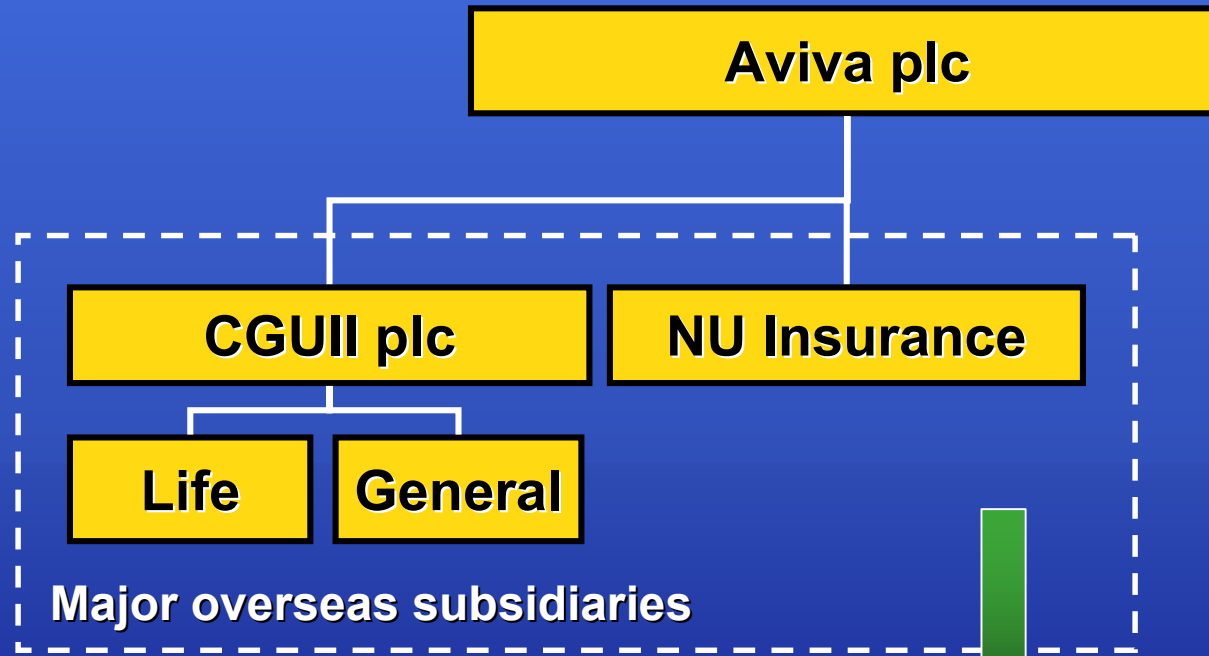 Aviva plc
CGUII plc
NU Insurance
Life
General
Major overseas subsidiaries